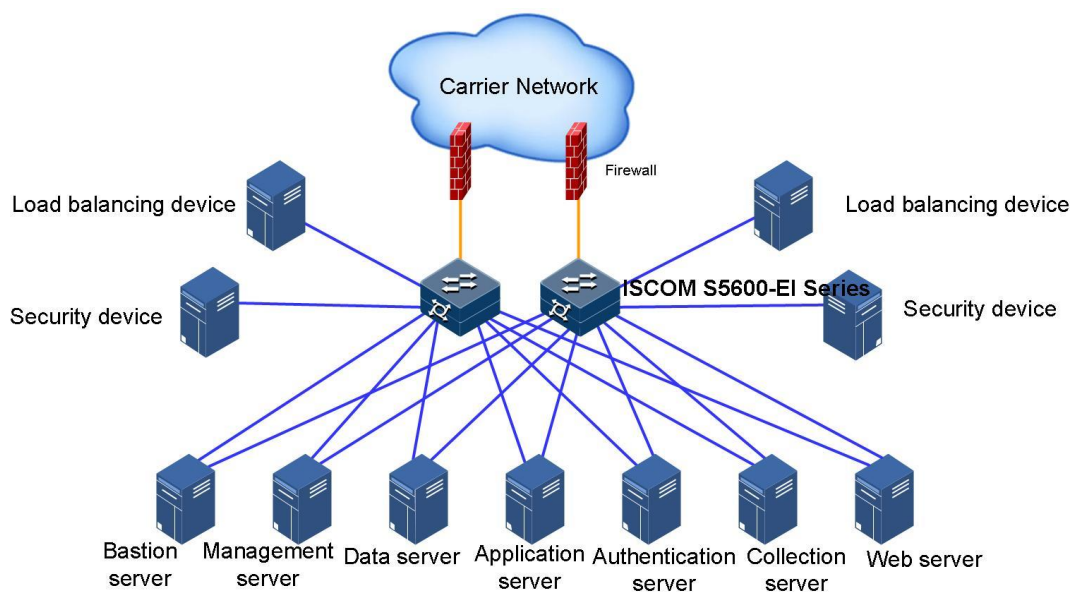 Carrier Network
Firewall
Load balancing device
Load balancing device
ISCOM S5600-EI Series
Security device
Security device
Bastion
server
Management
server
Data server
Application
server
Authentication
server
Collection
server
Web server